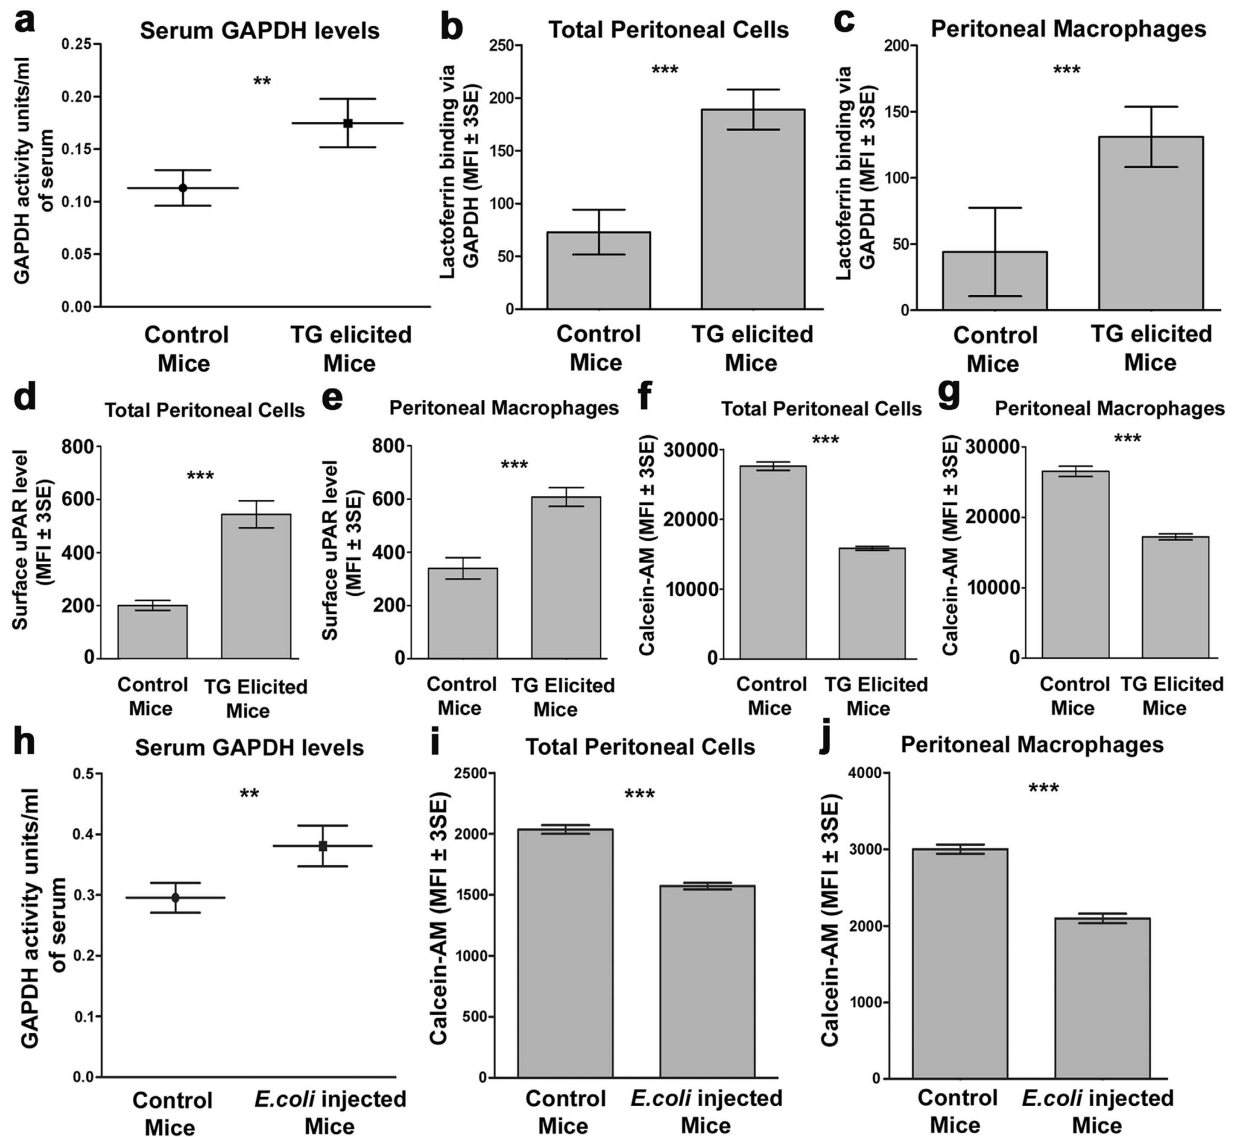 a
Serum GAPDH levels
GAPDH activity units/ml
of serum
0.25
0.20
0.15
0.10
0.05
0.00
**
Control
Mice
TG elicited
Mice
b
Total Peritoneal Cells
Lactoferrin binding via
GAPDH (MFI ± 3SE)
250
200
150
100
50
0
***
Control
Mice
TG elicited
Mice
c
Peritoneal Macrophages
Lactoferrin binding via
GAPDH (MFI ± 3SE)
200
150
100
50
0
***
Control
Mice
TG elicited
Mice
d
Total Peritoneal Cells
Surface uPAR level
(MFI ± 3SE)
800
600
400
200
0
***
Control
Mice
TG Elicited
Mice
e
Peritoneal Macrophages
Surface uPAR level
(MFI ± 3SE)
800
600
400
200
0
***
Control
Mice
TG Elicited
Mice
f
Total Peritoneal Cells
Calcein-AM (MFI ± 3SE)
30000
20000
10000
0
***
Control
Mice
TG Elicited
Mice
g
Peritoneal Macrophages
Calcein-AM (MFI ± 3SE)
30000
20000
10000
0
***
Control
Mice
TG Elicited
Mice
h
Serum GAPDH levels
GAPDH activity units/ml
of serum
0.5
0.4
0.3
0.2
0.1
0.0
**
Control
Mice
E.coli injected
Mice
i
Total Peritoneal Cells
Calcein-AM (MFI ± 3SE)
2500
2000
1500
1000
500
0
***
Control
Mice
E.coli injected
Mice
j
Peritoneal Macrophages
Calcein-AM (MFI ± 3SE)
4000
3000
2000
1000
0
***
Control
Mice
E.coli injected
Mice